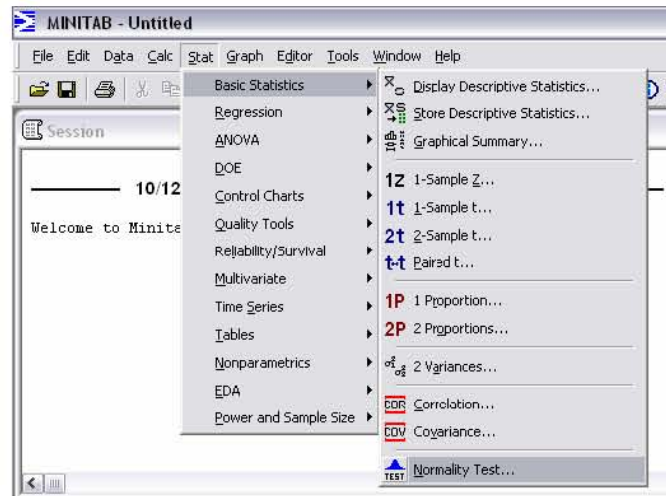 MINITAB - Untitled
File Edit Data Calc Stat Graph Editor Tools Window Help
Session
10/12
Welcome to Minita
Basic Statistics
Regression
ANOVA
DOE
Control Charts
Quality Tools
Reliability/Survival
Multivariate
Time Series
Tables
Nonparametrics
EDA
Power and Sample Size
Display Descriptive Statistics...
Store Descriptive Statistics...
Graphical Summary...
1Z 1-Sample Z...
1t 1-Sample t...
2t 2-Sample t...
t-t Paired t...
1P 1 Proportion...
2P 2 Proportions...
2 Variances...
COR Correlation...
COV Covariance...
TEST Normality Test...